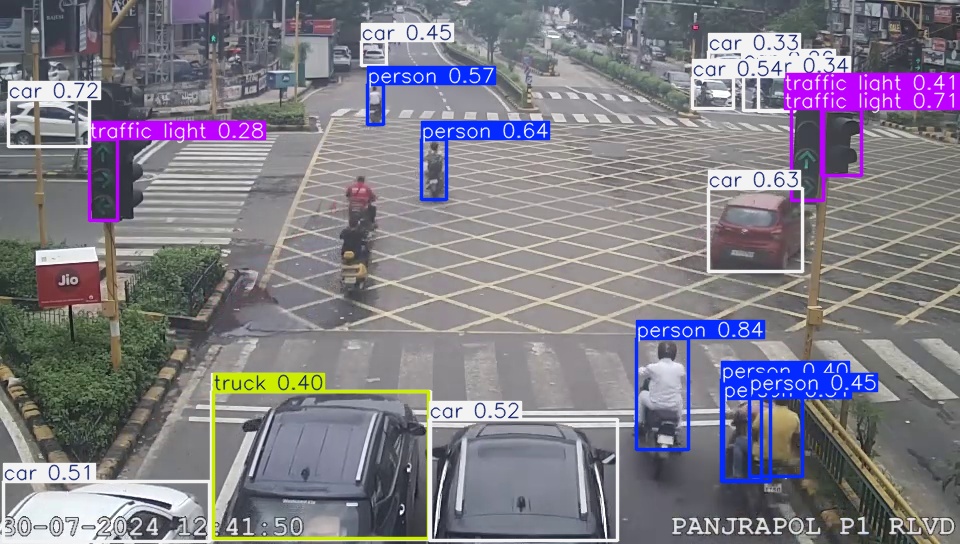 car 0.45
car 0.33
person 0.57
car 0.54
0.34
traffic light 0.41
traffic light 0.71
car 0.72
traffic light 0.28
person 0.64
car 0.63
Jio
person 0.84
person 0.40
person 0.45
truck 0.40
car 0.52
car 0.51
30-07-2024 12:41:50
PANJRAPOL P1 RLVD